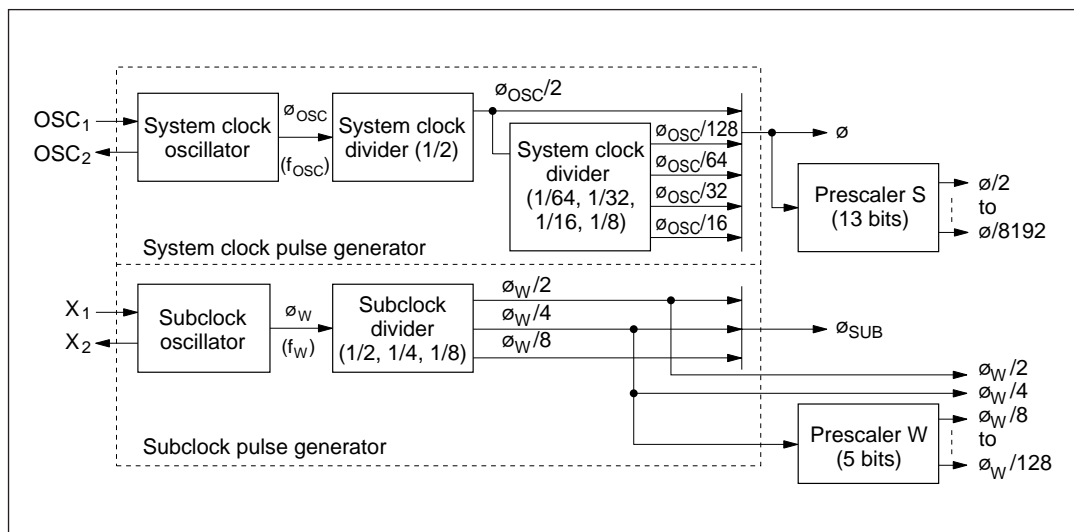 OSC1
OSC2
System clock
oscillator
øOSC
(fOSC)
System clock
divider (1/2)
øOSC/2
System clock
divider
(1/64, 1/32,
1/16, 1/8)
øOSC/128
øOSC/64
øOSC/32
øOSC/16
ø
Prescaler S
(13 bits)
ø/2
to
ø/8192
System clock pulse generator
X1
X2
Subclock
oscillator
øW
(fW)
Subclock
divider
(1/2, 1/4, 1/8)
øW/2
øW/4
øW/8
øSUB
øW/2
øW/4
Prescaler W
(5 bits)
øW/8
to
øW/128
Subclock pulse generator